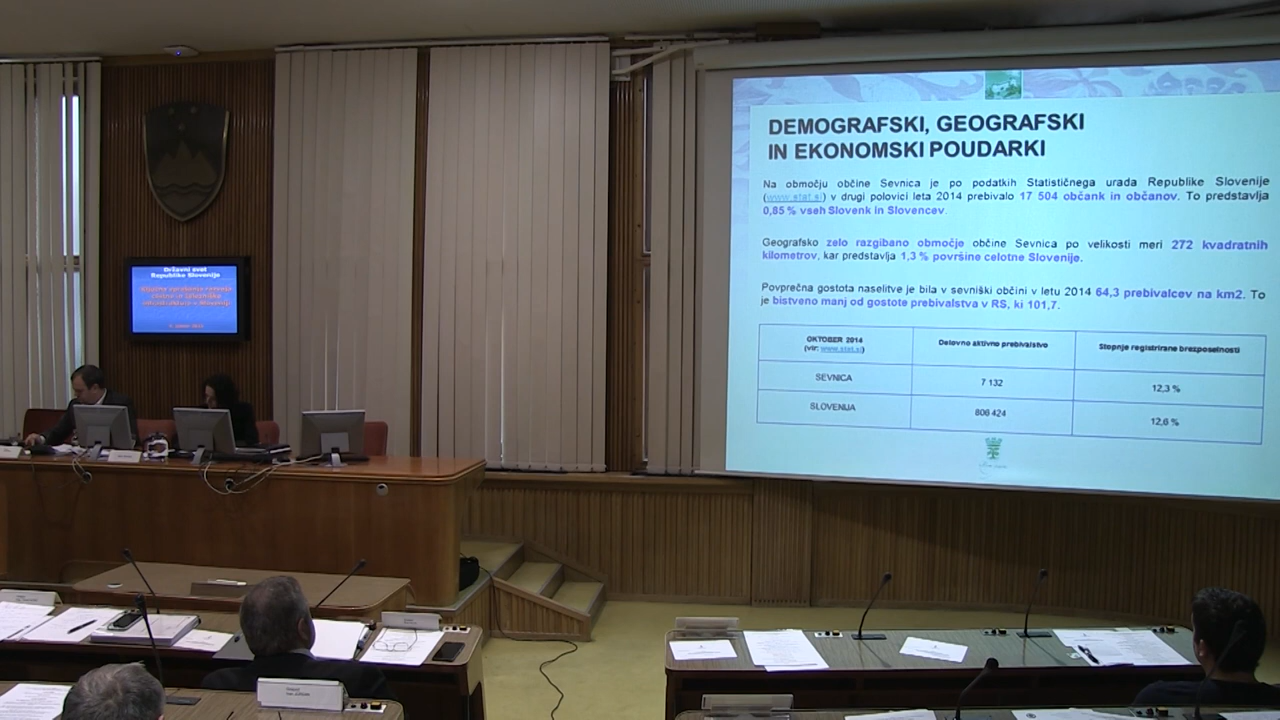 DEMOGRAFSKI, GEOGRAFSKI
IN EKONOMSKI POUDARKI
Na območju občine Sevnica je po podatkih Statističnega urada Republike Slovenije
(www.stat.si) v drugi polovici leta 2014 prebivalo 17 504 občank in občanov. To predstavlja
0,85 % vseh Slovenk in Slovencev.
Geografsko zelo razgibano območje občine Sevnica po velikosti meri 272 kvadratnih
kilometrov, kar predstavlja 1,3 % površine celotne Slovenije.
Povprečna gostota naselitve je bila v sevniški občini v letu 2014 64,3 prebivalcev na km2. To
je bistveno manj od gostote prebivalstva v RS, ki 101,7.
OKTOBER 2014
(vir: www.stat.si)
Delovno aktivno prebivalstvo
Stopnje registrirane brezposelnosti
SEVNICA
7 132
12,3 %
SLOVENIJA
806 424
12,6 %
Državni svet
Republike Slovenije